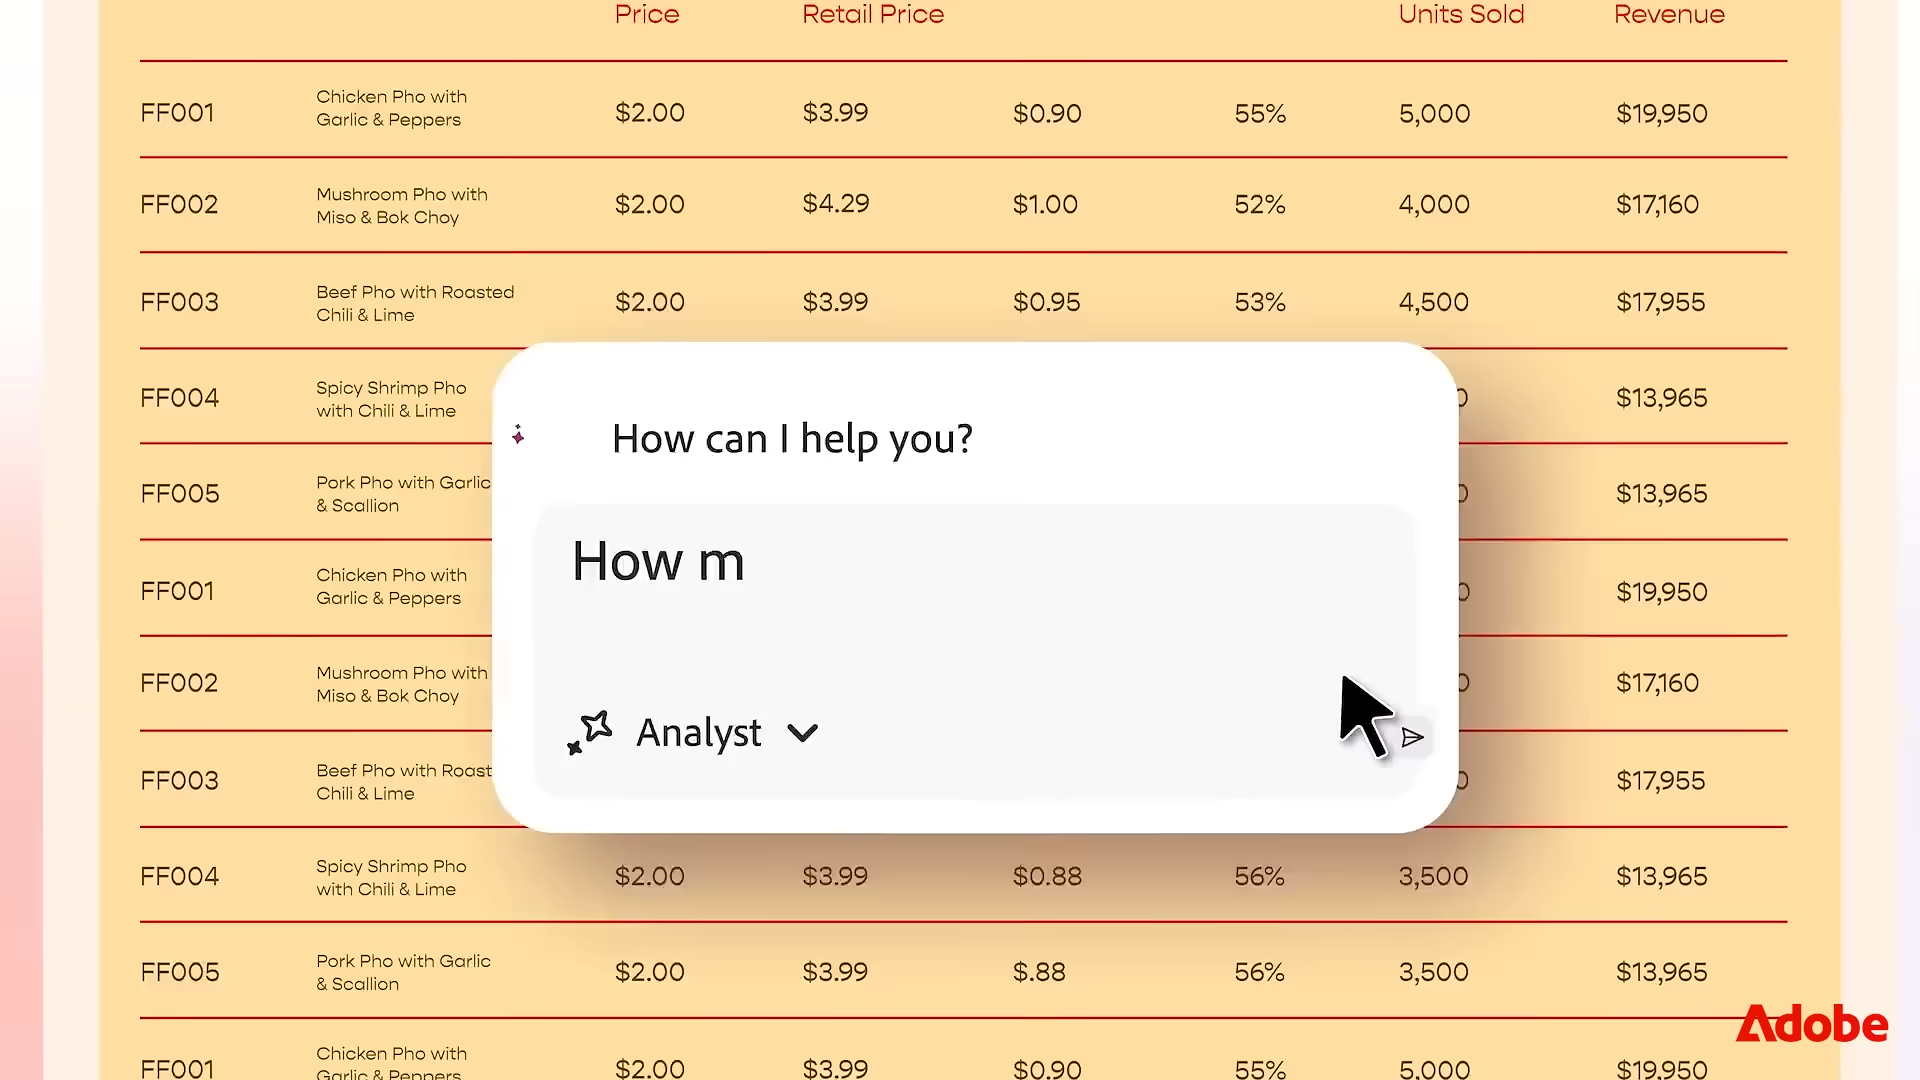 Price Retail Price Units Sold Revenue
FF001 Chicken Pho with $2.00 $3.99 $0.90 55% 5,000 $19,950
Garlic & Peppers
FF002 Mushroom Pho with $2.00 $4.29 $1.00 52% 4,000 $17,160
Miso & Bok Choy
FF003 Beef Pho with Roasted $2.00 $3.99 $0.95 53% 4,500 $17,955
Chili & Lime
FF004 Spicy Shrimp Pho $13,965
with Chili & Lime
FF005 Pork Pho with Garlic $13,965
& Scallion
FF001 Chicken Pho with $19,950
Garlic & Peppers
FF002 Mushroom Pho with $17,160
Miso & Bok Choy
FF003 Beef Pho with Roast $17,955
Chili & Lime
How can I help you?
How m
Analyst
FF004 Spicy Shrimp Pho $2.00 $3.99 $0.88 56% 3,500 $13,965
with Chili & Lime
FF005 Pork Pho with Garlic $2.00 $3.99 $.88 56% 3,500 $13,965
& Scallion
FF001 Chicken Pho with $2.00 $3.99 $0.90 55% 5,000 $19,950
Garlic & Peppers
Adobe